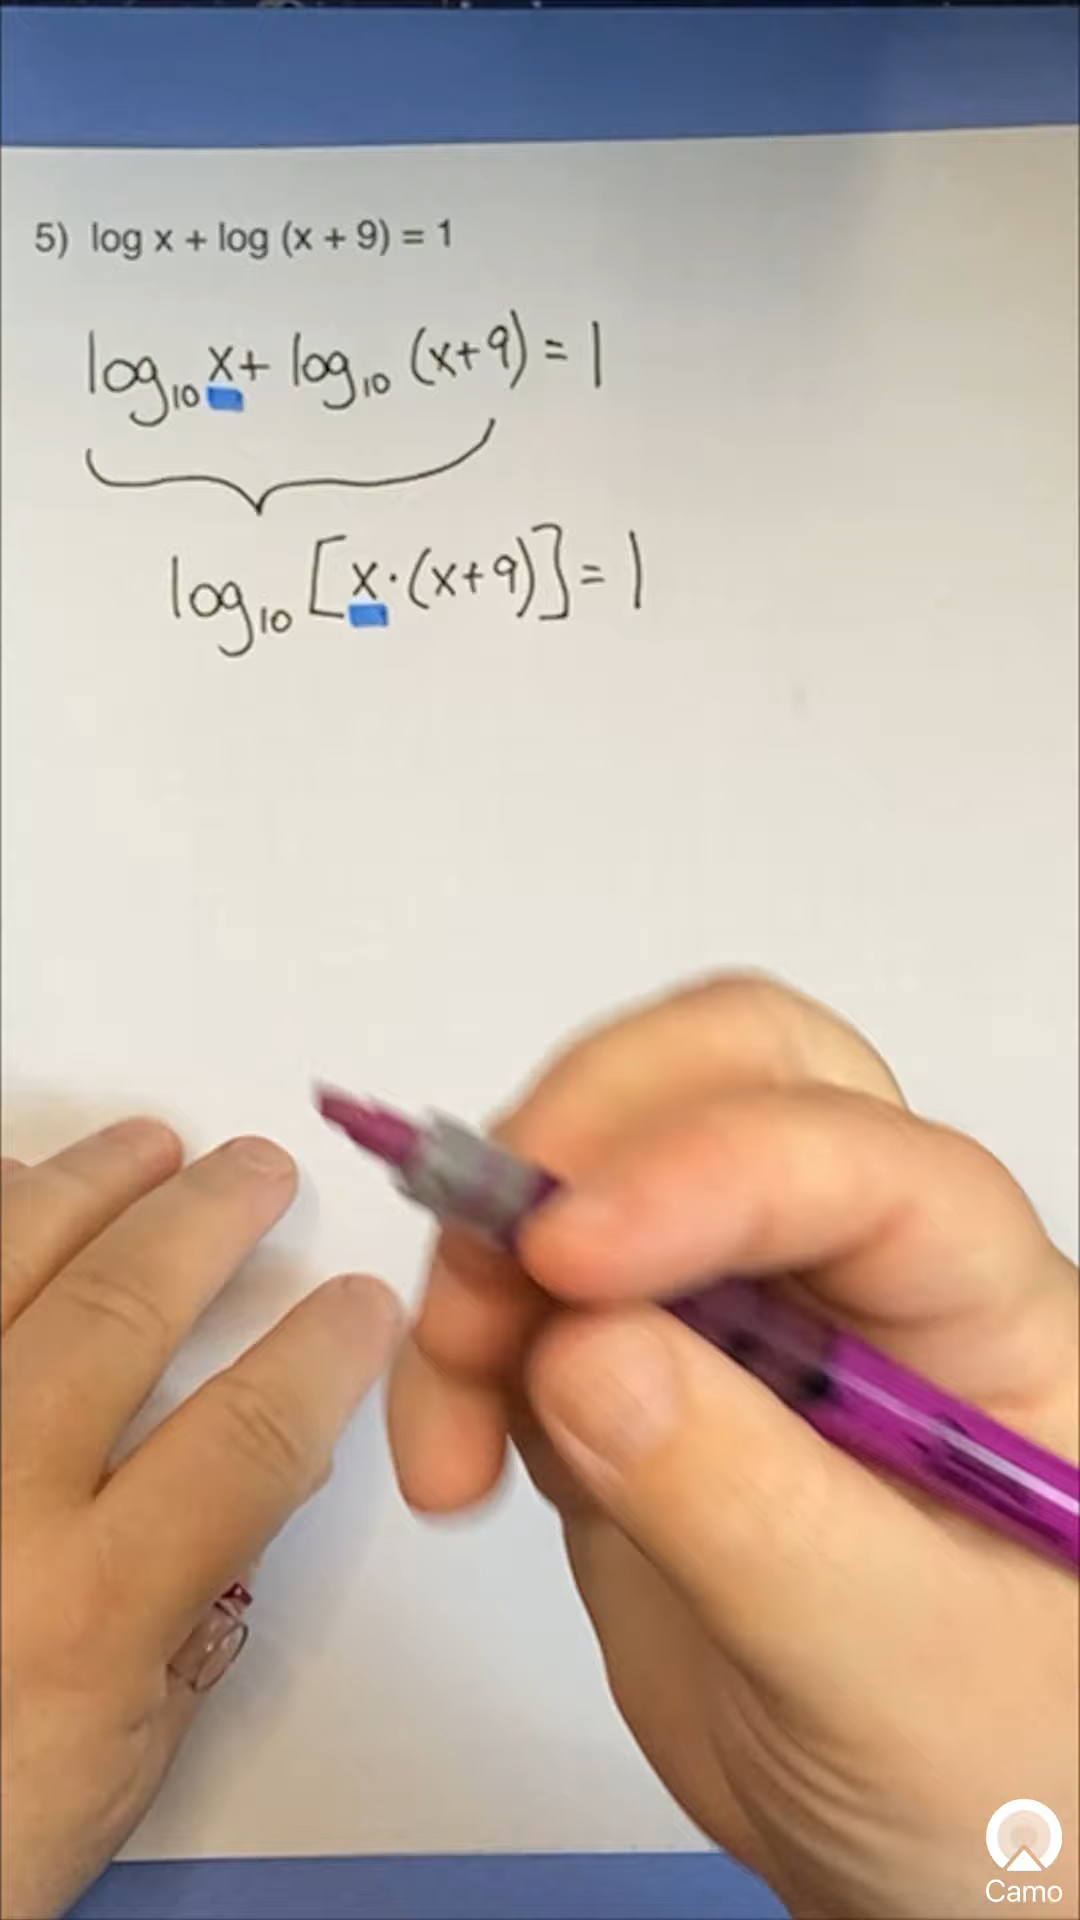 5) log x + log (x + 9) = 1
log₁₀ x + log₁₀ (x+9) = 1
log₁₀ [x·(x+9)] = 1
Camo